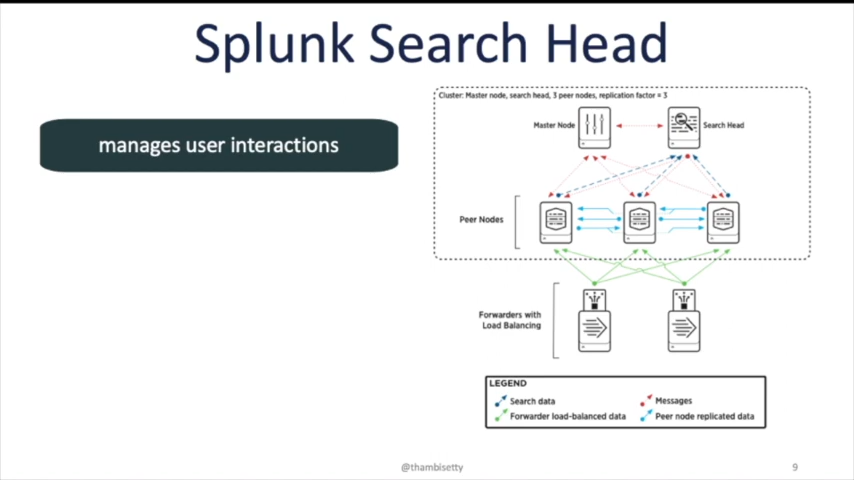 Splunk Search Head
manages user interactions
Cluster: Master node, search head, 3 peer nodes, replication factor = 3
Master Node
Search Head
Peer Nodes
Forwarders with
Load Balancing
LEGEND
Search data
Messages
Forwarder load-balanced data
Peer node replicated data
@thambisetty
9